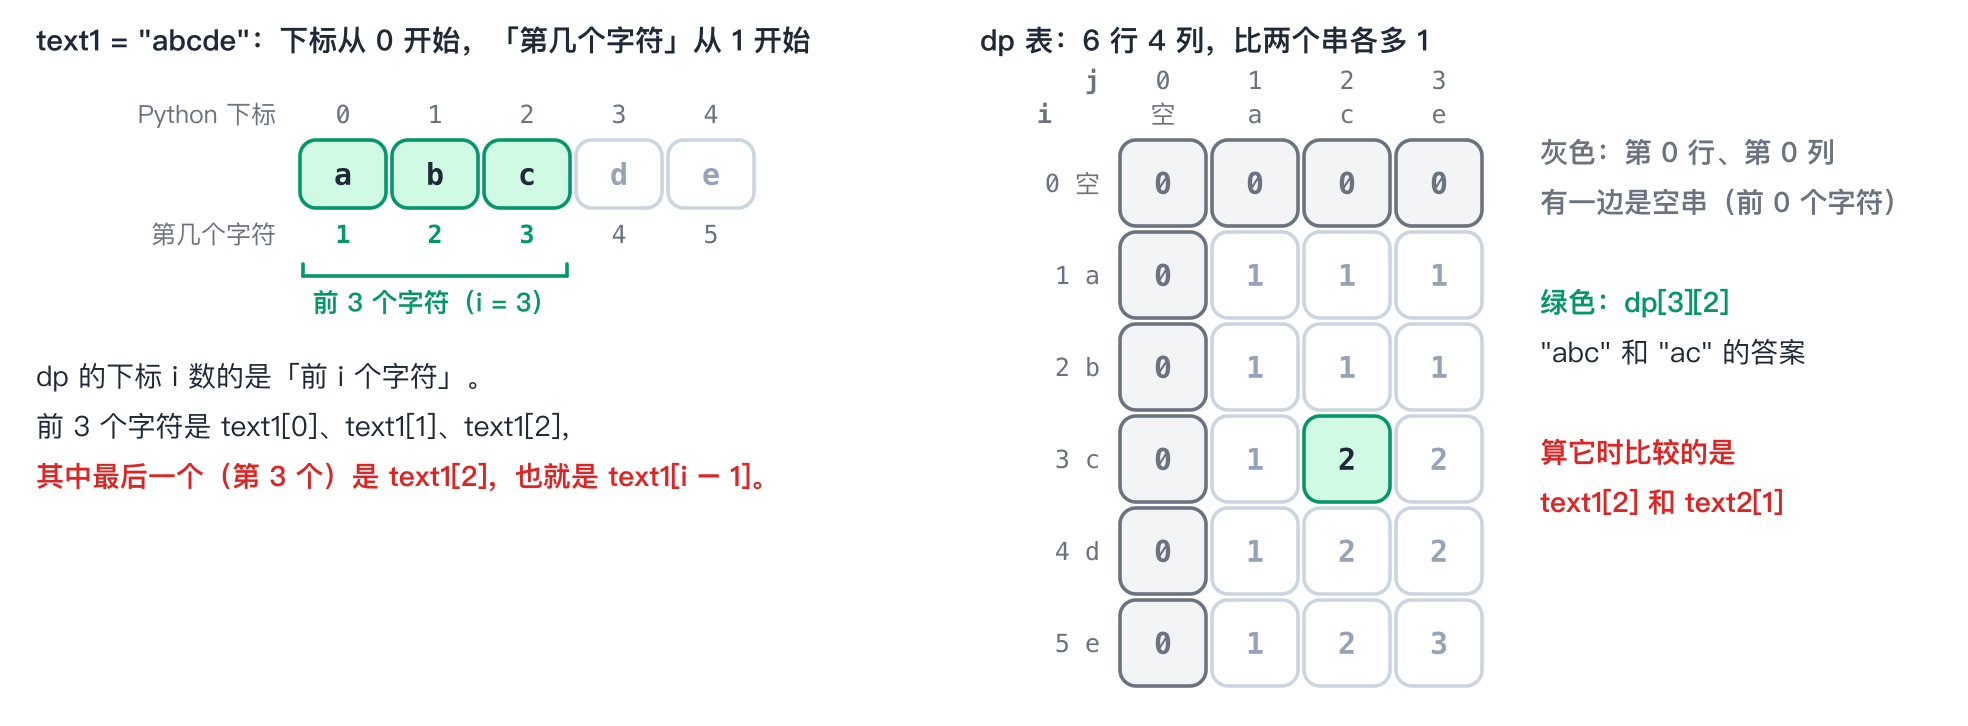 text1 = "abcde"：下标从 0 开始，「第几个字符」从 1 开始
Python 下标 0 1 2 3 4
a b c d e
第几个字符 1 2 3 4 5
前 3 个字符（i = 3）
dp 的下标 i 数的是「前 i 个字符」。
前 3 个字符是 text1[0]、text1[1]、text1[2],
其中最后一个（第 3 个）是 text1[2]，也就是 text1[i − 1]。
dp 表：6 行 4 列，比两个串各多 1
j 0 1 2 3
i 空 a c e
0 空 0 0 0 0
1 a 0 1 1 1
2 b 0 1 1 1
3 c 0 1 2 2
4 d 0 1 2 2
5 e 0 1 2 3
灰色：第 0 行、第 0 列
有一边是空串（前 0 个字符）
绿色：dp[3][2]
"abc" 和 "ac" 的答案
算它时比较的是
text1[2] 和 text2[1]